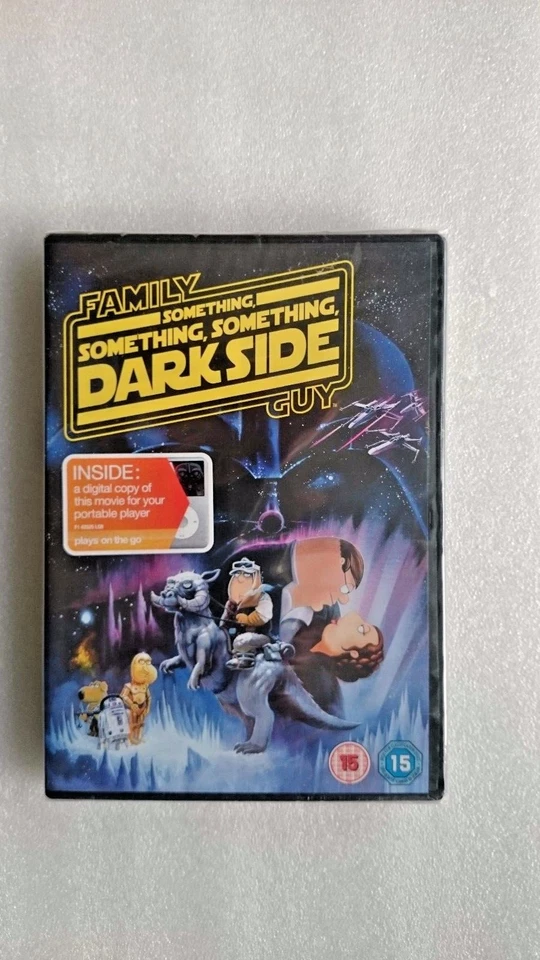 FAMILY
SOMETHING,
SOMETHING, SOMETHING,
DARK SIDE
GUY
INSIDE:
a digital copy of
this movie for your
portable player
plays on the go
15
15